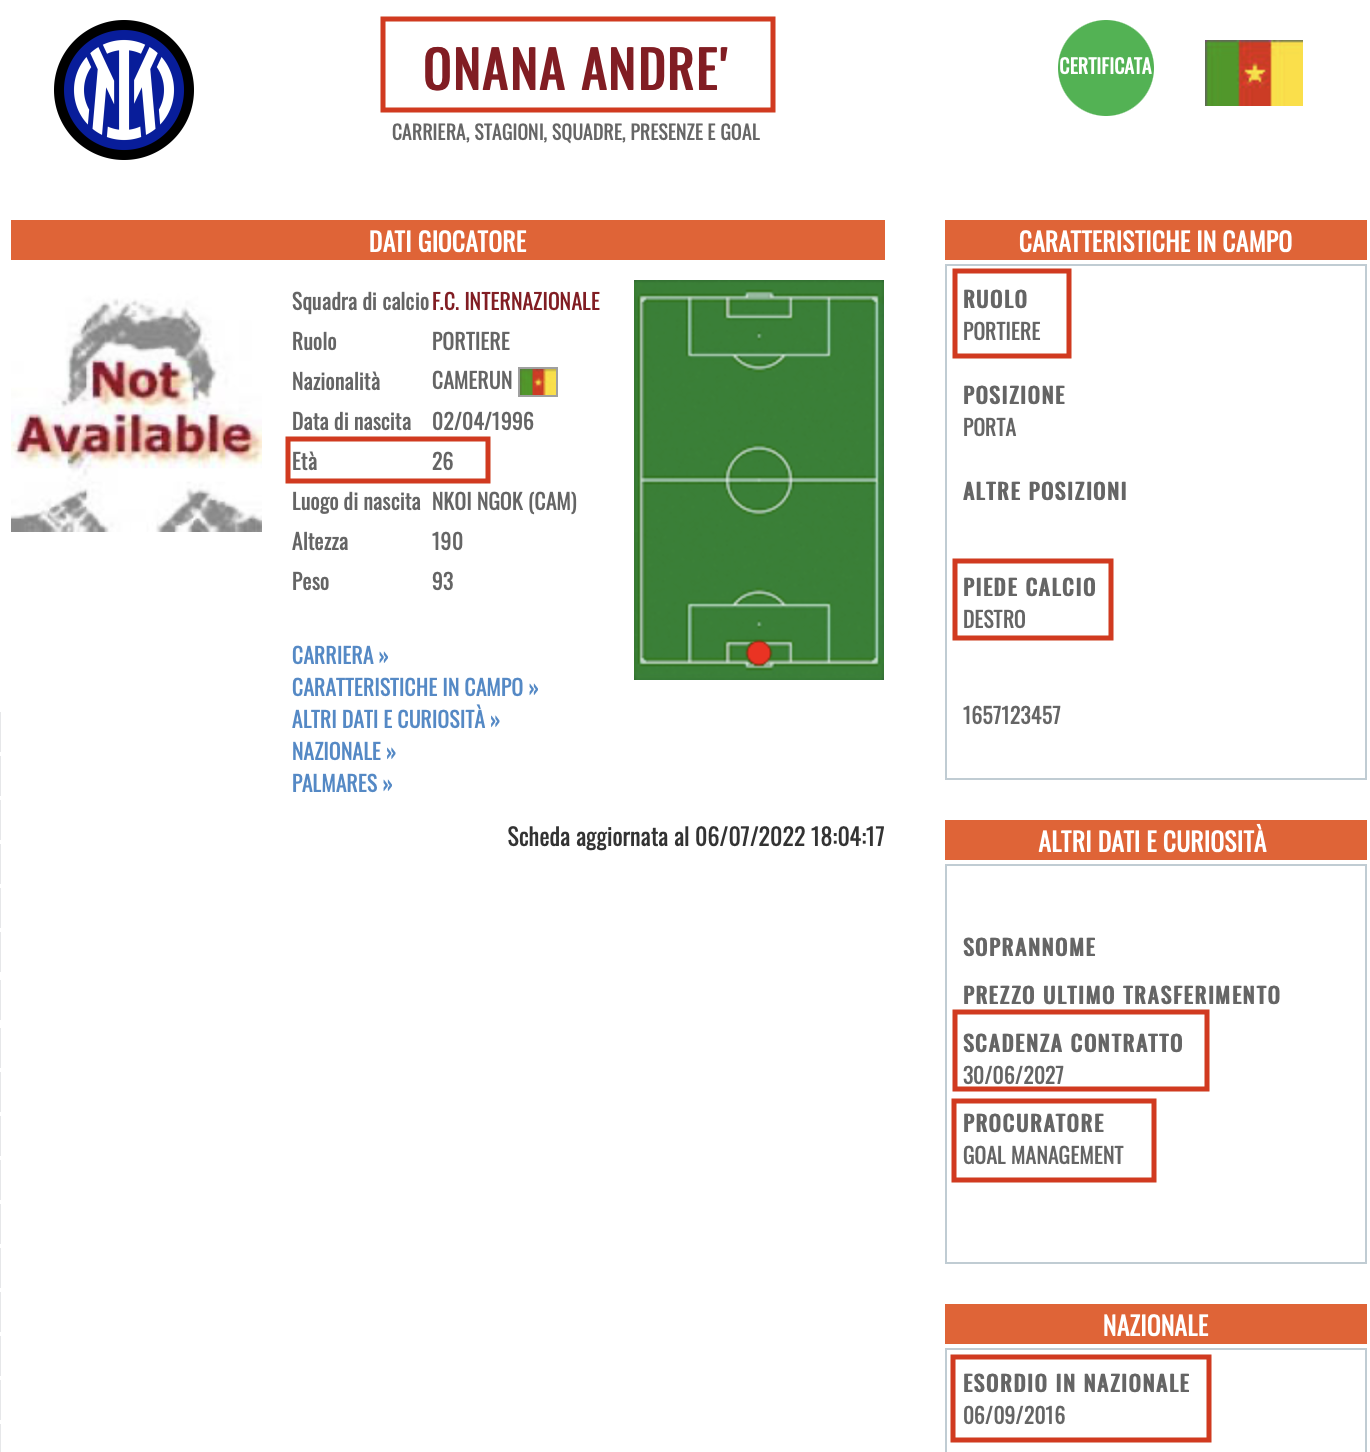 ONANA ANDRE'
CARRIERA, STAGIONI, SQUADRE, PRESENZE E GOAL
CERTIFICATA
DATI GIOCATORE
Not
Available
Squadra di calcio F.C. INTERNAZIONALE
Ruolo PORTIERE
Nazionalità CAMERUN
Data di nascita 02/04/1996
Età 26
Luogo di nascita NKOI NGOK (CAM)
Altezza 190
Peso 93
CARRIERA »
CARATTERISTICHE IN CAMPO »
ALTRI DATI E CURIOSITÀ »
NAZIONALE »
PALMARES »
Scheda aggiornata al 06/07/2022 18:04:17
CARATTERISTICHE IN CAMPO
RUOLO
PORTIERE
POSIZIONE
PORTA
ALTRE POSIZIONI
PIEDE CALCIO
DESTRO
1657123457
ALTRI DATI E CURIOSITÀ
SOPRANNOME
PREZZO ULTIMO TRASFERIMENTO
SCADENZA CONTRATTO
30/06/2027
PROCURATORE
GOAL MANAGEMENT
NAZIONALE
ESORDIO IN NAZIONALE
06/09/2016